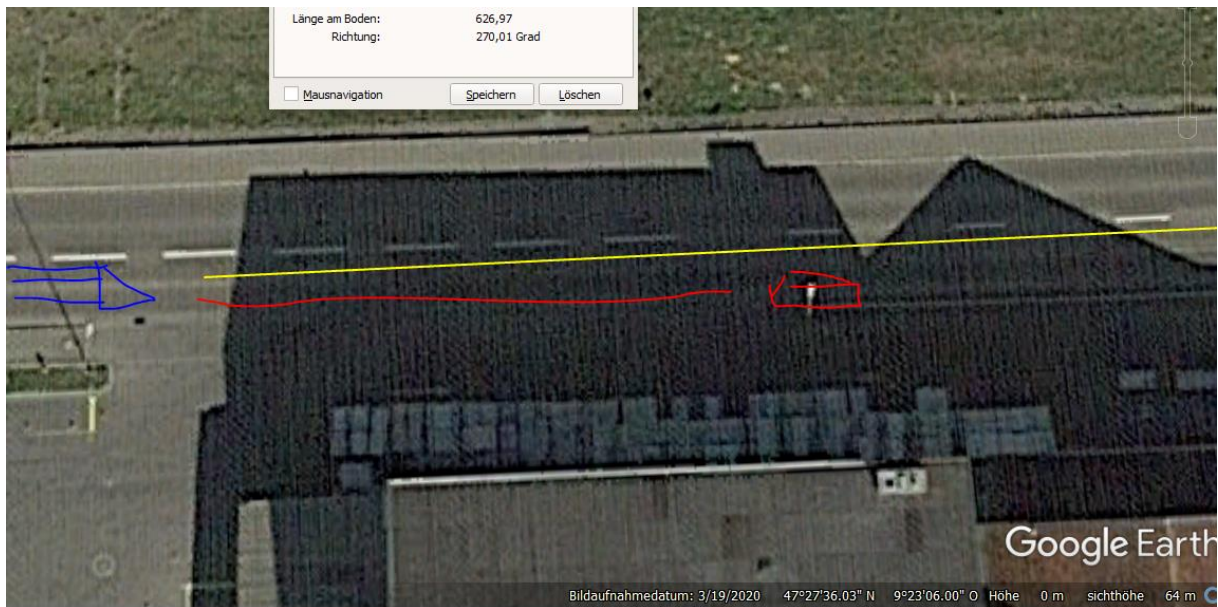 Länge am Boden: 626,97
Richtung: 270,01 Grad
Mausnavigation Speichern Löschen
Google Earth
Bildaufnahmedatum: 3/19/2020 47°27'36.03" N 9°23'06.00" O Höhe 0 m sichthöhe 64 m